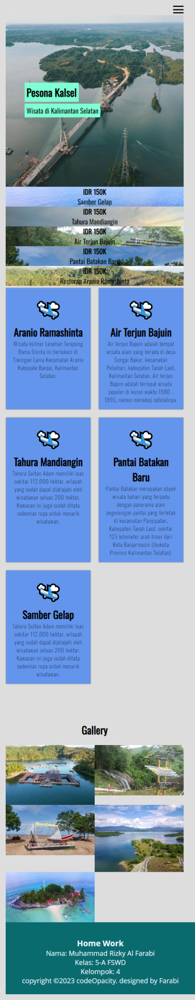 Pesona Kalsel
Wisata di Kalimantan Selatan
IDR 150K
Samber Gelap
IDR 150K
Tahura Mandiangin
IDR 150K
Air Terjun Bajuin
IDR 150K
Pantai Batakan Baru
IDR 150K
Restoran Aranio Ramashinta
Aranio Ramashinta
Wisata kuliner Lesehan Terapung
Rama Shinta ini berlokasi di
Tiwingan Lama Kecamatan Aranio
Kabupate Banjar, Kalimantan
Selatan.
Air Terjun Bajuin
Air terjun Bajuin adalah tempat
wisata alam yang berada di desa
Sungai Bakar, kecamatan
Pelaihari, kabupaten Tanah Laut,
Kalimantan Selatan. Air terjun
Bajuin adalah termpat wisata
populer di kurun waktu 1980 -
1995, namun meredup setelahnya.
Tahura Mandiangin
Tahura Sultan Adam memiliki luas
sekitar 112.000 hektar, wilayah
yang sudah dapat dijelajahi oleh
wisatawan seluas 200 hektar.
Kawasan ini juga sudah ditata
sedemian rupa untuk menarik
wisatawan.
Pantai Batakan
Baru
Pantai Batakan merupakan obyek
wisata bahari yang terpadu
dengan panorama alam
pegunungan pantai yang terletak
di kecamatan Panyipatan,
Kabupaten Tanah Laut, sekitar
125 kilometer arah timur dari
Kota Banjarmasin (Ibukota
Provinsi Kalimantan Selatan).
Samber Gelap
Tahura Sultan Adam memiliki luas
sekitar 112.000 hektar, wilayah
yang sudah dapat dijelajahi oleh
wisatawan seluas 200 hektar.
Kawasan ini juga sudah ditata
sedemian rupa untuk menarik
wisatawan.
Gallery
Home Work
Nama: Muhammad Rizky Al Farabi
Kelas: 5-A FSWD
Kelompok: 4
copyright ©2023 codeOpacity. designed by Farabi